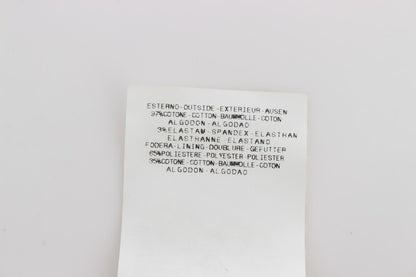 ESTERNO-OUTSIDE-EXTERIEUR-AUSEN
97%COTONE-COTTON-BAUMWOLLE-COTON
ALGODON-ALGODAO
3%ELASTAM-SPANDEX-ELASTHAN
ELASTHANNE-ELASTANO
FODERA-LINING-DOUBLURE-GEFUTTER
65%POLIESTERE-POLYESTER-POLIESTER
35%COTONE-COTTON-BAUMWOLLE-COTON
ALGODON-ALGODAO